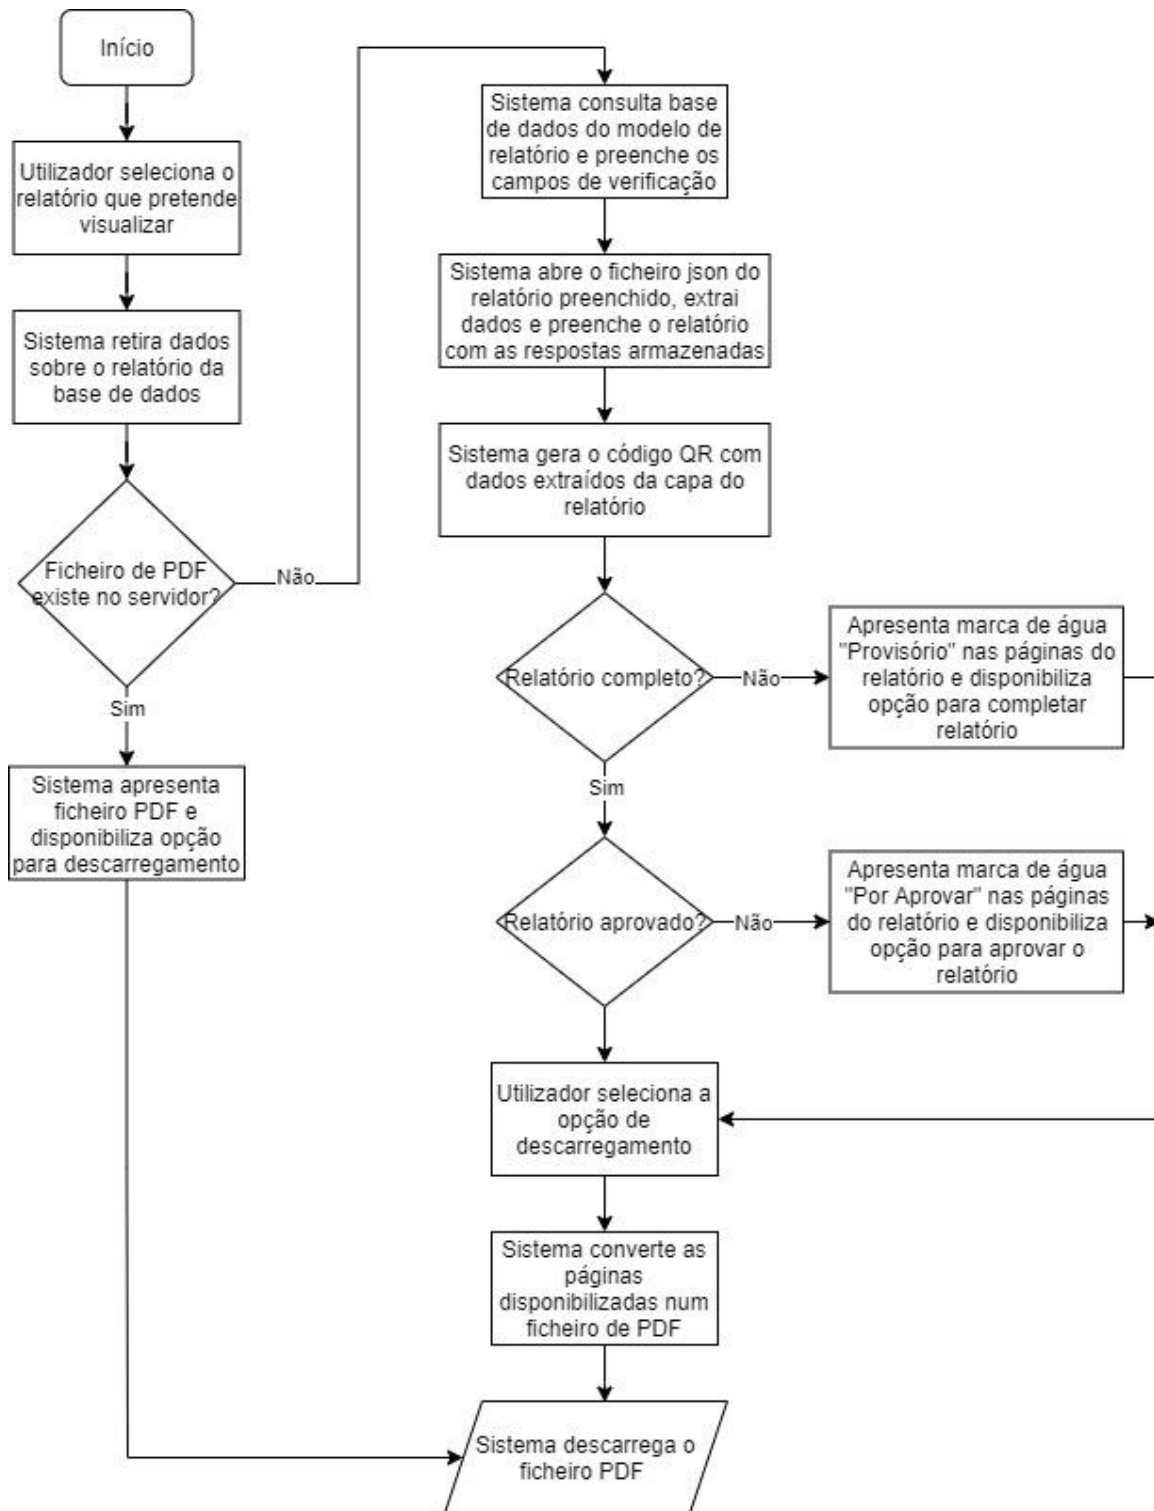 Início
Utilizador seleciona o
relatório que pretende
visualizar
Sistema retira dados
sobre o relatório da
base de dados
Ficheiro de PDF
existe no servidor?
Não
Sim
Sistema apresenta
ficheiro PDF e
disponibiliza opção
para descarregamento
Sistema consulta base
de dados do modelo de
relatório e preenche os
campos de verificação
Sistema abre o ficheiro json do
relatório preenchido, extrai
dados e preenche o relatório
com as respostas armazenadas
Sistema gera o código QR com
dados extraídos da capa do
relatório
Relatório completo?
Não
Apresenta marca de água
"Provisório" nas páginas do
relatório e disponibiliza
opção para completar
relatório
Sim
Relatório aprovado?
Não
Apresenta marca de água
"Por Aprovar" nas páginas
do relatório e disponibiliza
opção para aprovar o
relatório
Utilizador seleciona a
opção de
descarregamento
Sistema converte as
páginas
disponibilizadas num
ficheiro de PDF
Sistema descarrega o
ficheiro PDF